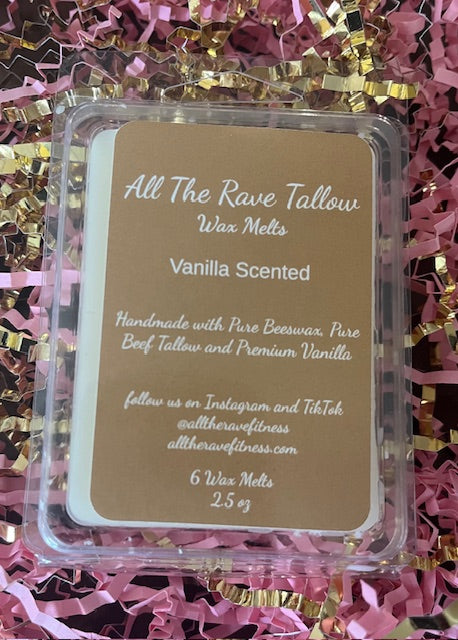 All The Rave Tallow
Wax Melts
Vanilla Scented
Handmade with Pure Beeswax, Pure
Beef Tallow and Premium Vanilla
follow us on Instagram and TikTok
@alltheravefitness
alltheravefitness.com
6 Wax Melts
2.5 oz